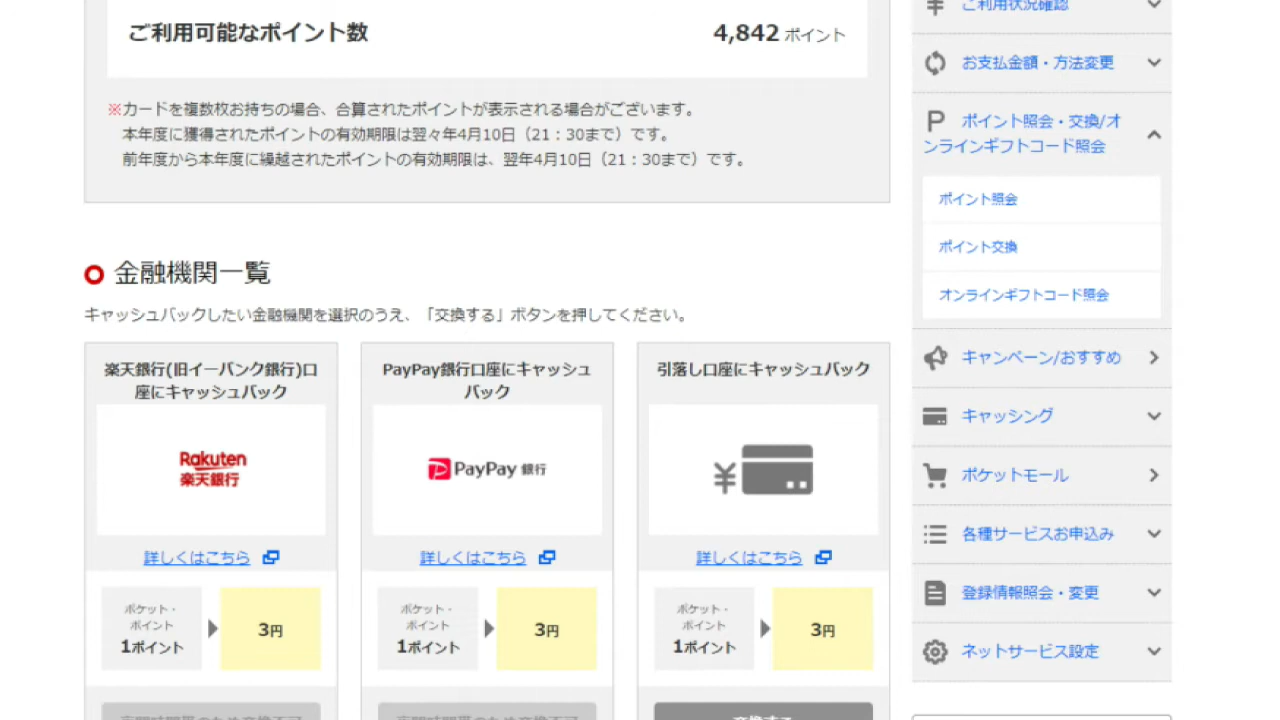 ご利用可能なポイント数
4,842 ポイント
※カードを複数枚お持ちの場合、合算されたポイントが表示される場合がございます。
本年度に獲得されたポイントの有効期限は翌々年4月10日（21：30まで）です。
前年度から本年度に繰越されたポイントの有効期限は、翌年4月10日（21：30まで）です。
金融機関一覧
キャッシュバックしたい金融機関を選択のうえ、「交換する」ボタンを押してください。
楽天銀行(旧イーバンク銀行)口
座にキャッシュバック
Rakuten
楽天銀行
詳しくはこちら
ポケット・
ポイント
1ポイント
3円
PayPay銀行口座にキャッシュ
バック
PayPay 銀行
詳しくはこちら
ポケット・
ポイント
1ポイント
3円
引落し口座にキャッシュバック
¥
詳しくはこちら
ポケット・
ポイント
1ポイント
3円
交換する
ご利用状況確認
お支払金額・方法変更
P ポイント照会・交換/オ
ンラインギフトコード照会
ポイント照会
ポイント交換
オンラインギフトコード照会
キャンペーン/おすすめ
キャッシング
ポケットモール
各種サービスお申込み
登録情報照会・変更
ネットサービス設定